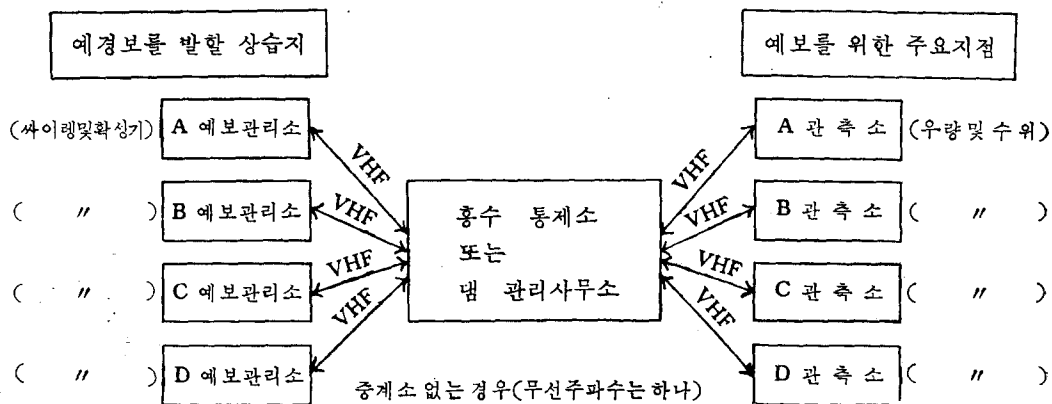 예경보를 발할 상습지
예보를 위한 주요지점
(싸이렝및확싱기) A 예보관리소
VHF
VHF
A 관 측 소 (우량 및 수위)
( 〃 ) B 예보관리소
VHF
VHF
B 관 측 소 ( 〃 )
홍수 통제소
또는
댐 관리사무소
( 〃 ) C 예보관리소
VHF
VHF
C 관 측 소 ( 〃 )
( 〃 ) D 예보관리소
VHF
VHF
D 관 측 소 ( 〃 )
중계소 없는 경우(무선주파수는 하나)